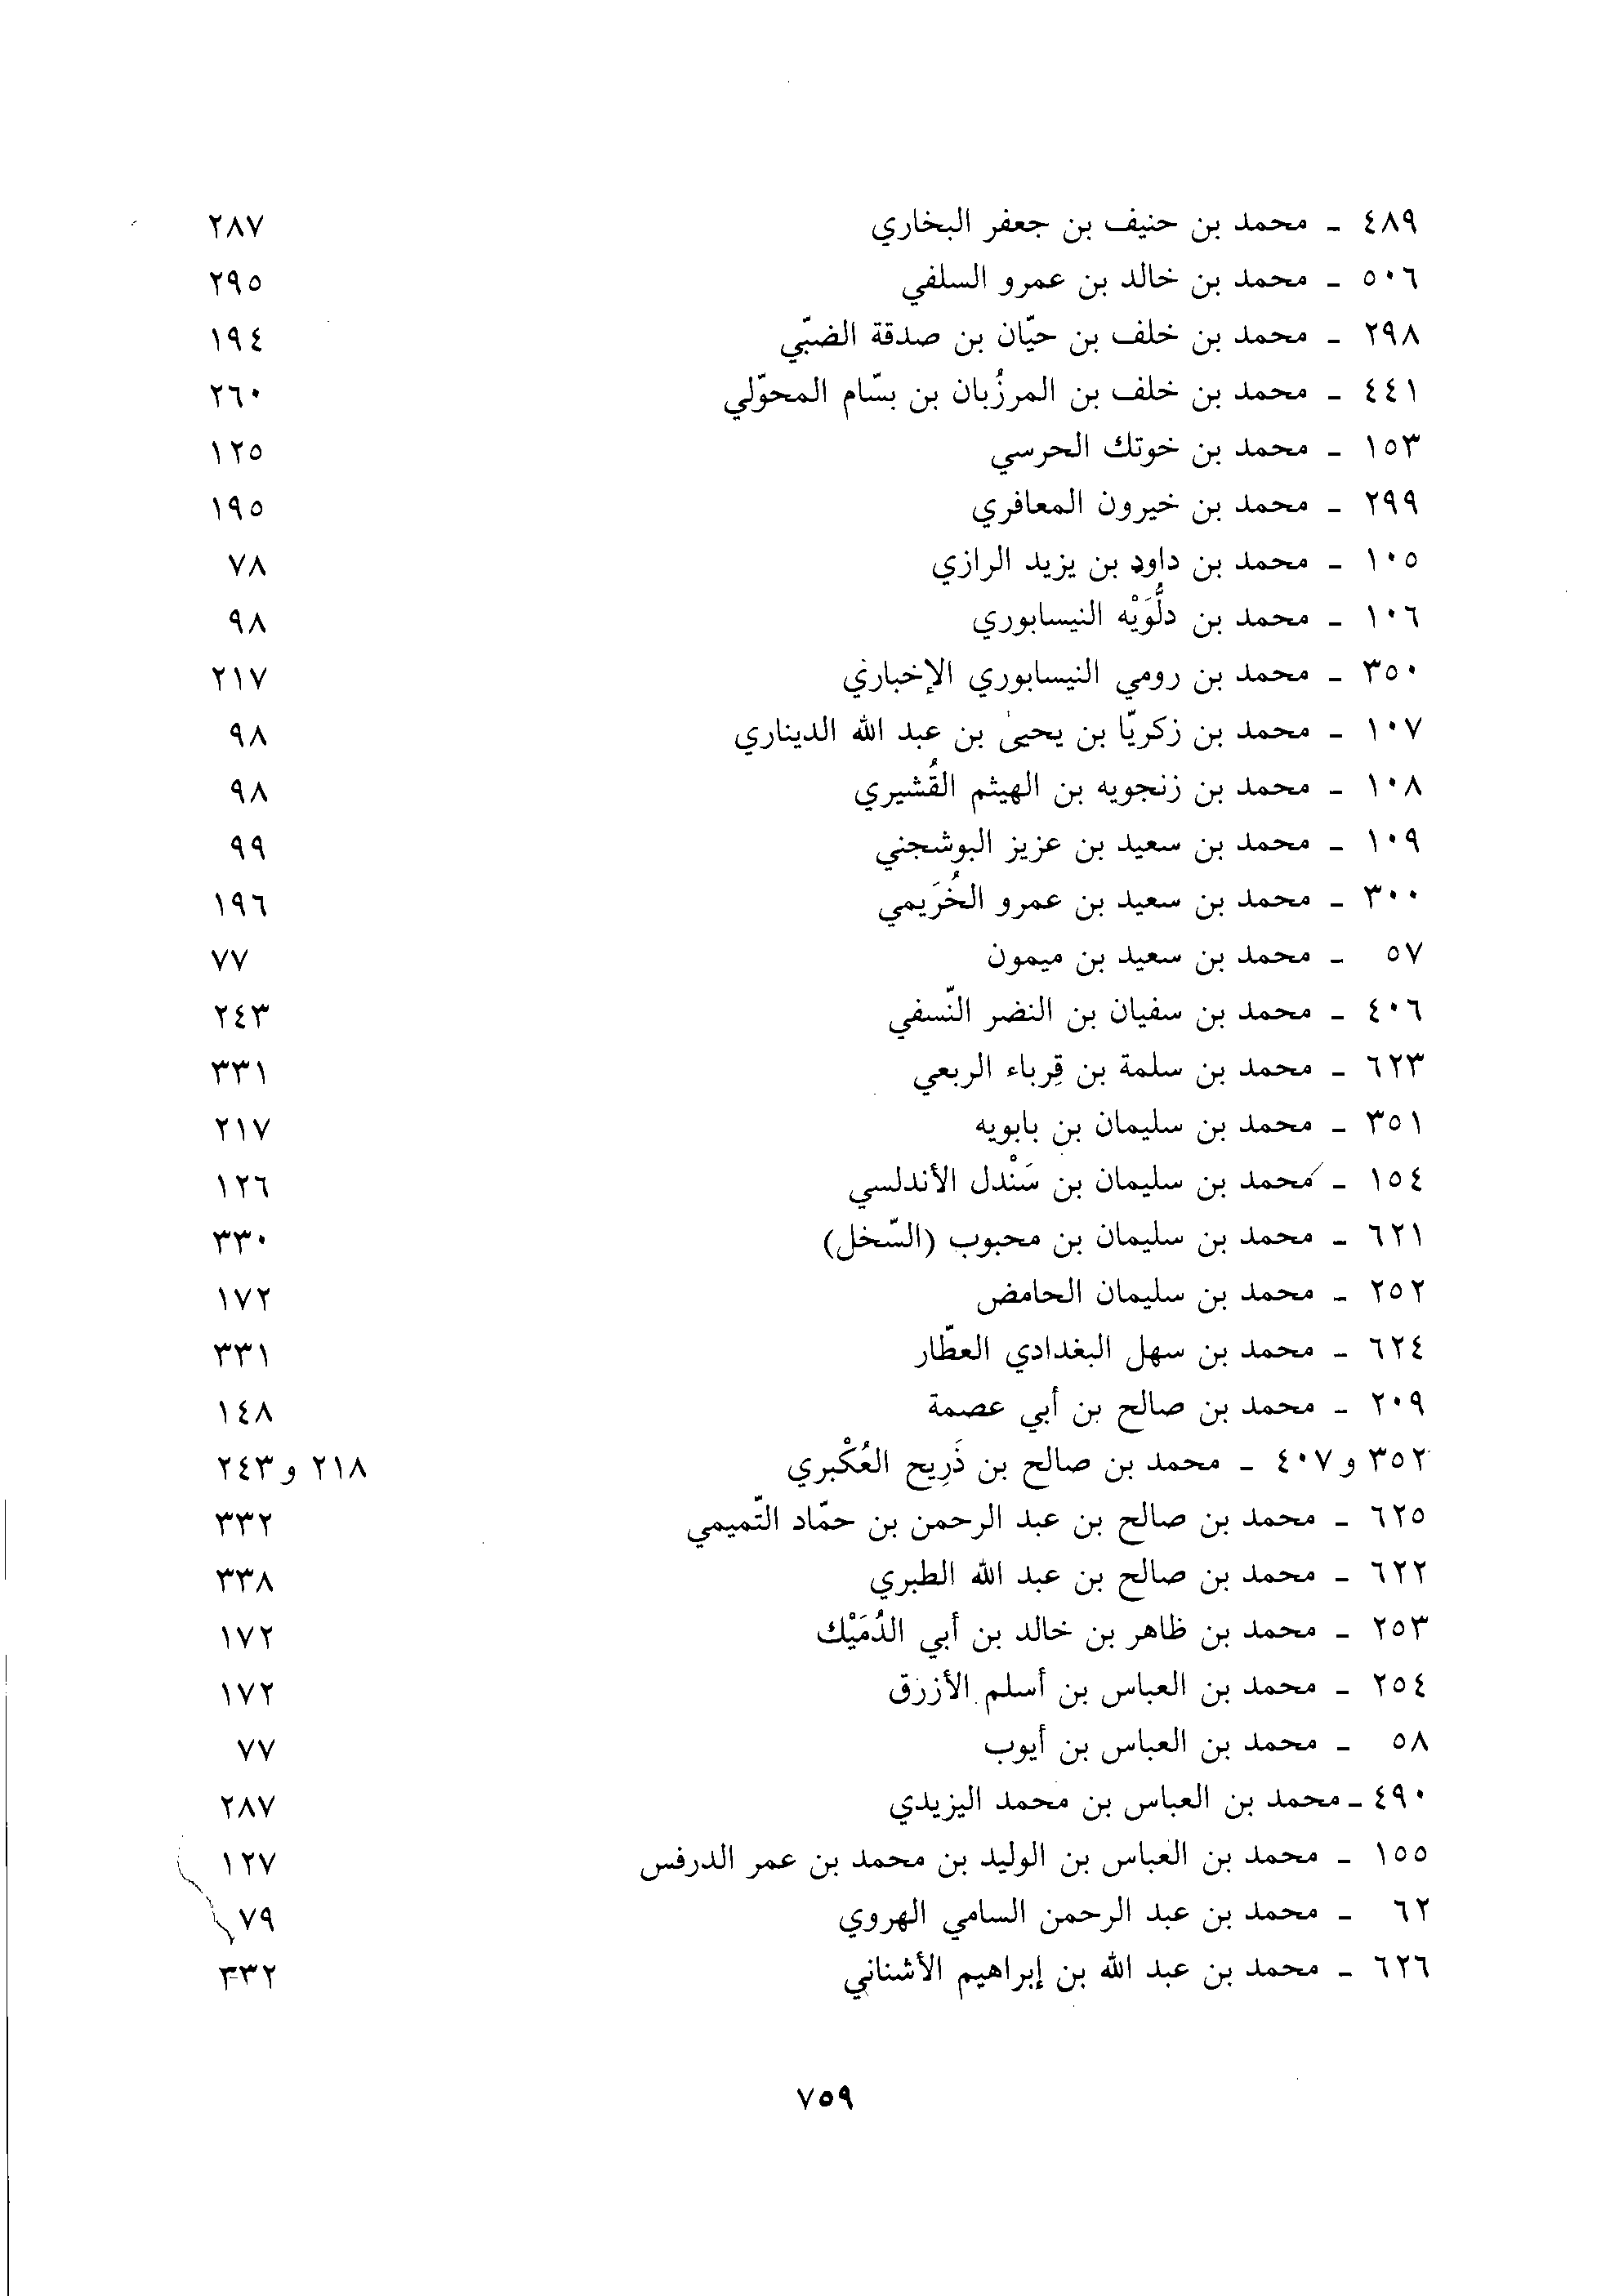 ٤٨٩ - محمد بن حنيف بن جعفر البخاري ٢٨٧
٥٠٦ - محمد بن خالد بن عمرو السلفي ٢٩٥
٢٩٨ - محمد بن خلف بن حيّان بن صدقة الضبّي ١٩٤
٤٤١ - محمد بن خلف بن المرزُبان بن بسّام المحوّلي ٢٦٠
١٥٣ - محمد بن خوتك الحرسي ١٢٥
٢٩٩ - محمد بن خيرون المعافري ١٩٥
١٠٥ - محمد بن داود بن يزيد الرازي ٧٨
١٠٦ - محمد بن دلُّوَيْه النيسابوري ٩٨
٣٥٠ - محمد بن رومي النيسابوري الإخباري ٢١٧
١٠٧ - محمد بن زكريّا بن يحيىٰ بن عبد الله الديناري ٩٨
١٠٨ - محمد بن زنجويه بن الهيثم القُشيري ٩٨
١٠٩ - محمد بن سعيد بن عزيز البوشجني ٩٩
٣٠٠ - محمد بن سعيد بن عمرو الخُرَيمي ١٩٦
٥٧ - محمد بن سعيد بن ميمون ٧٧
٤٠٦ - محمد بن سفيان بن النضر النّسفي ٢٤٣
٦٢٣ - محمد بن سلمة بن قِرباء الربعي ٣٣١
٣٥١ - محمد بن سليمان بن بابويه ٢١٧
١٥٤ - محمد بن سليمان بن سَنْدل الأندلسي ١٢٦
٦٢١ - محمد بن سليمان بن محبوب (السّخل) ٣٣٠
٢٥٢ - محمد بن سليمان الحامض ١٧٢
٦٢٤ - محمد بن سهل البغدادي العطّار ٣٣١
٢٠٩ - محمد بن صالح بن أبي عصمة ١٤٨
٣٥٢ و٤٠٧ - محمد بن صالح بن ذَرِيح العُكْبري ٢١٨ و٢٤٣
٦٢٥ - محمد بن صالح بن عبد الرحمن بن حمّاد التّميمي ٣٣٢
٦٢٢ - محمد بن صالح بن عبد الله الطبري ٣٣٨
٢٥٣ - محمد بن ظاهر بن خالد بن أبي الدُمَيْك ١٧٢
٢٥٤ - محمد بن العباس بن أسلم الأزرق ١٧٢
٥٨ - محمد بن العباس بن أيوب ٧٧
٤٩٠ - محمد بن العباس بن محمد اليزيدي ٢٨٧
١٥٥ - محمد بن العباس بن الوليد بن محمد بن عمر الدرفس ١٢٧
٦٢ - محمد بن عبد الرحمن السامي الهروي ٧٩
٦٢٦ - محمد بن عبد الله بن إبراهيم الأشناني ٣٣٢
٧٥٩